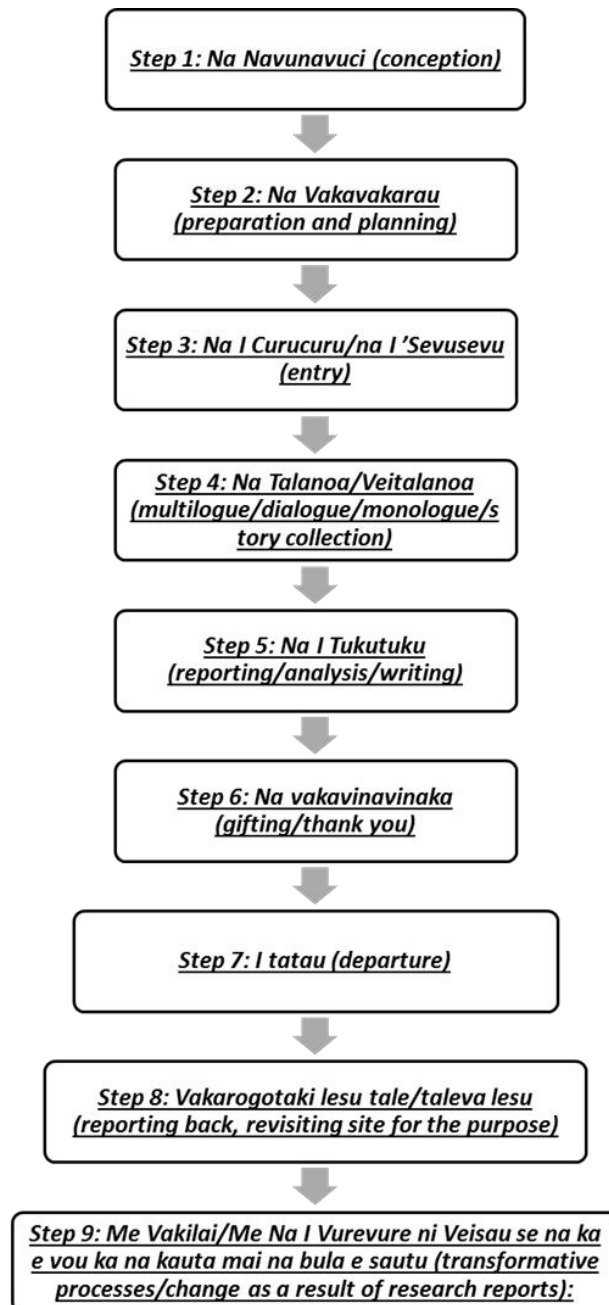 Step 1: Na Navunavuci (conception)
Step 2: Na Vakavakarau
(preparation and planning)
Step 3: Na I Curucuru/na I 'Sevusevu
(entry)
Step 4: Na Talanoa/Veitalanoa
(multilogue/dialogue/monologue/s
tory collection)
Step 5: Na I Tukutuku
(reporting/analysis/writing)
Step 6: Na vakavinavinaka
(gifting/thank you)
Step 7: I tatau (departure)
Step 8: Vakarogotaki lesu tale/taleva lesu
(reporting back, revisiting site for the purpose)
Step 9: Me Vakilai/Me Na I Vurevure ni Veisau se na ka
e vou ka na kauta mai na bula e sautu (transformative
processes/change as a result of research reports):